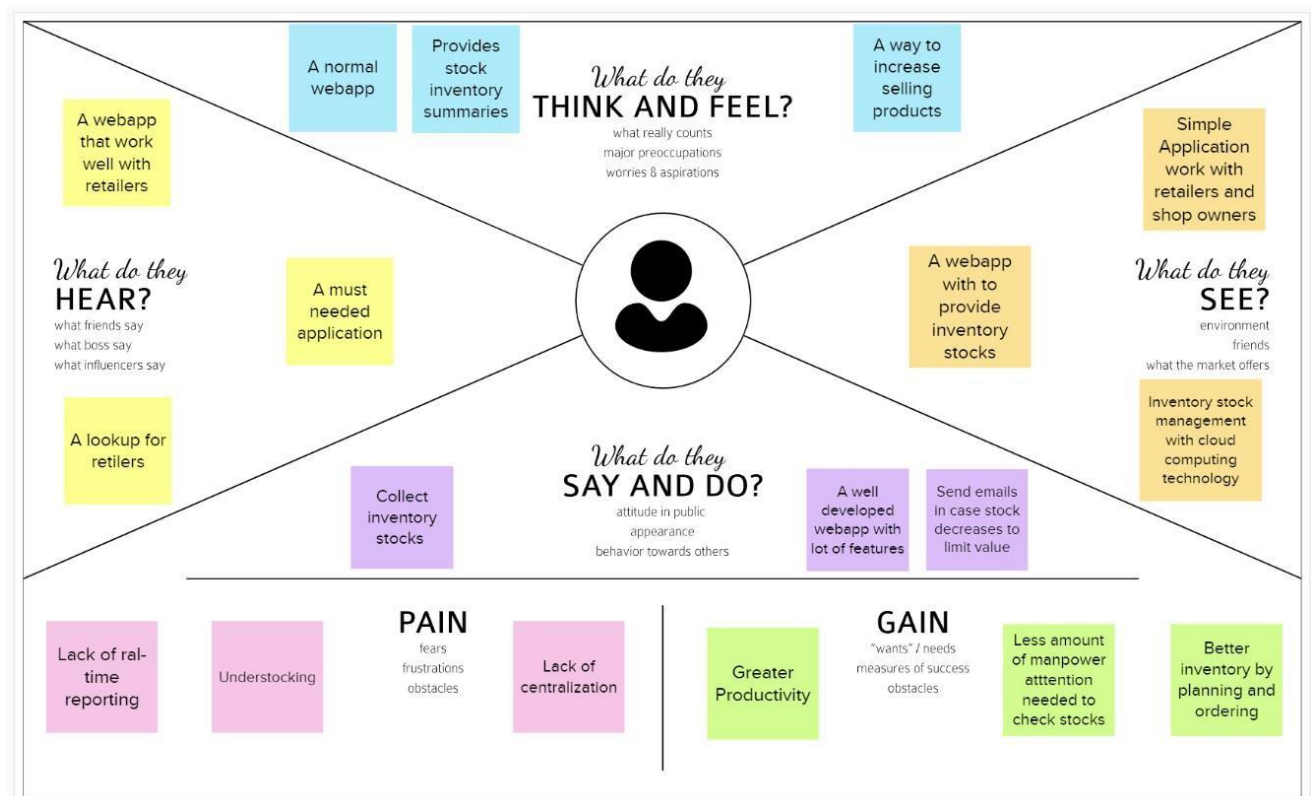 A normal
webapp
Provides
stock
inventory
summaries
What do they
THINK AND FEEL?
what really counts
major preoccupations
worries & aspirations
A way to
increase
selling
products
A webapp
that work
well with
retailers
What do they
HEAR?
what friends say
what boss say
what influencers say
A must
needed
application
A lookup for
retilers
Simple
Application
work with
retailers and
shop owners
A webapp
with to
provide
inventory
stocks
What do they
SEE?
environment
friends
what the market offers
Inventory stock
management
with cloud
computing
technology
What do they
SAY AND DO?
attitude in public
appearance
behavior towards others
Collect
inventory
stocks
A well
developed
webapp with
lot of features
Send emails
in case stock
decreases to
limit value
PAIN
fears
frustrations
obstacles
Lack of ral-
time
reporting
Understocking
Lack of
centralization
GAIN
"wants" / needs
measures of success
obstacles
Greater
Productivity
Less amount
of manpower
atttention
needed to
check stocks
Better
inventory by
planning and
ordering